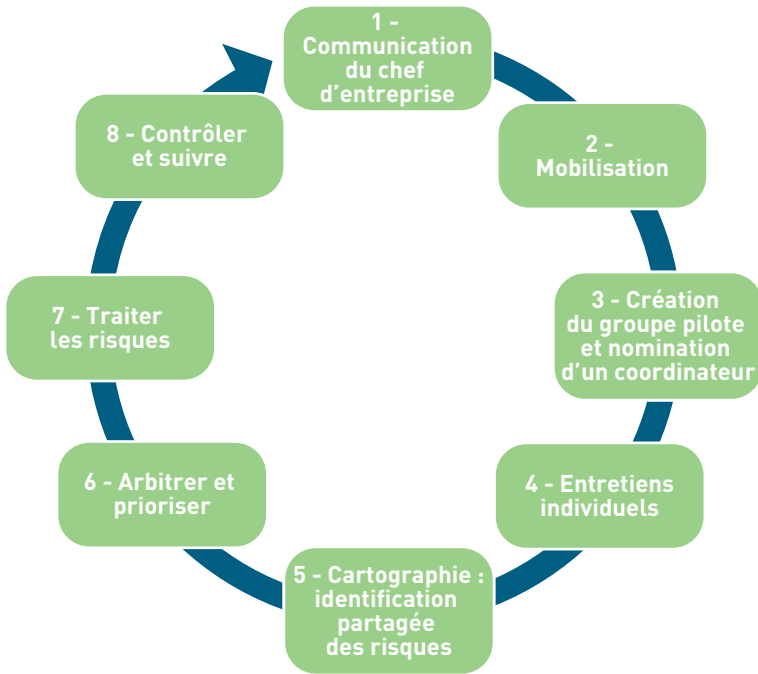 1 -
Communication
du chef
d’entreprise
2 -
Mobilisation
3 - Création
du groupe pilote
et nomination
d’un coordinateur
4 - Entretiens
individuels
5 - Cartographie :
identification
partagée
des risques
6 - Arbitrer et
prioriser
7 - Traiter
les risques
8 - Contrôler
et suivre